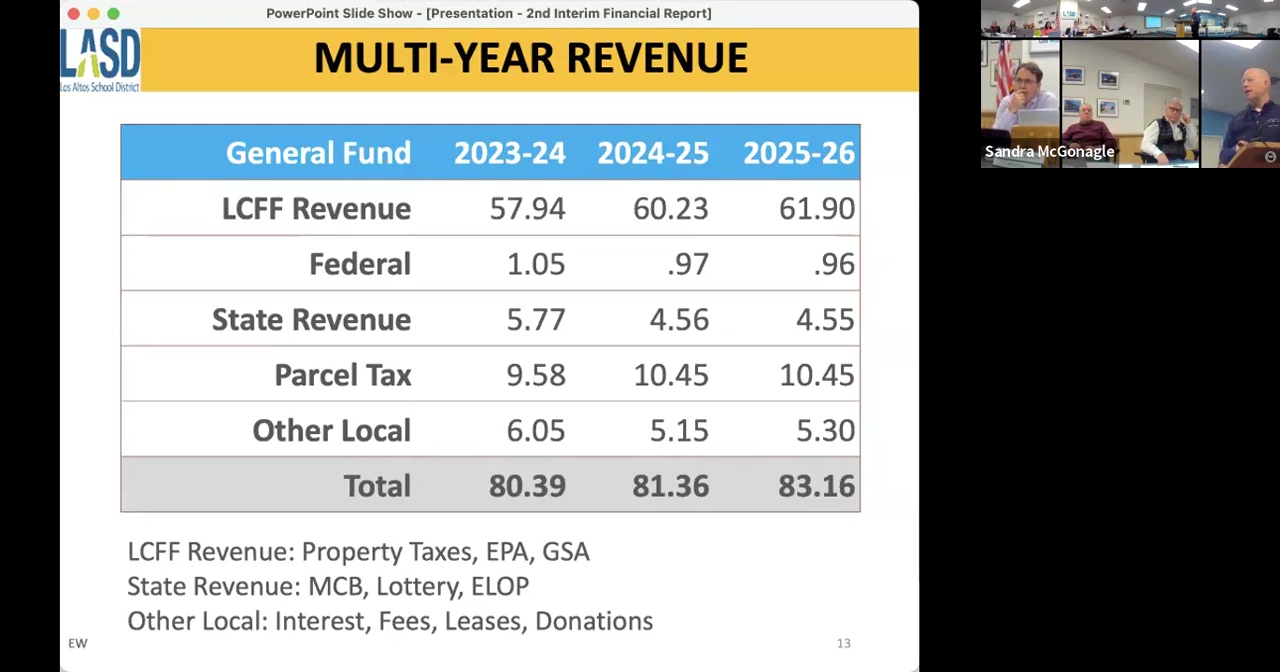 PowerPoint Slide Show - [Presentation - 2nd Interim Financial Report]
LASD
Los Altos School District
MULTI-YEAR REVENUE
General Fund 2023-24 2024-25 2025-26
LCFF Revenue 57.94 60.23 61.90
Federal 1.05 .97 .96
State Revenue 5.77 4.56 4.55
Parcel Tax 9.58 10.45 10.45
Other Local 6.05 5.15 5.30
Total 80.39 81.36 83.16
LCFF Revenue: Property Taxes, EPA, GSA
State Revenue: MCB, Lottery, ELOP
Other Local: Interest, Fees, Leases, Donations
EW
13
Sandra McGonagle